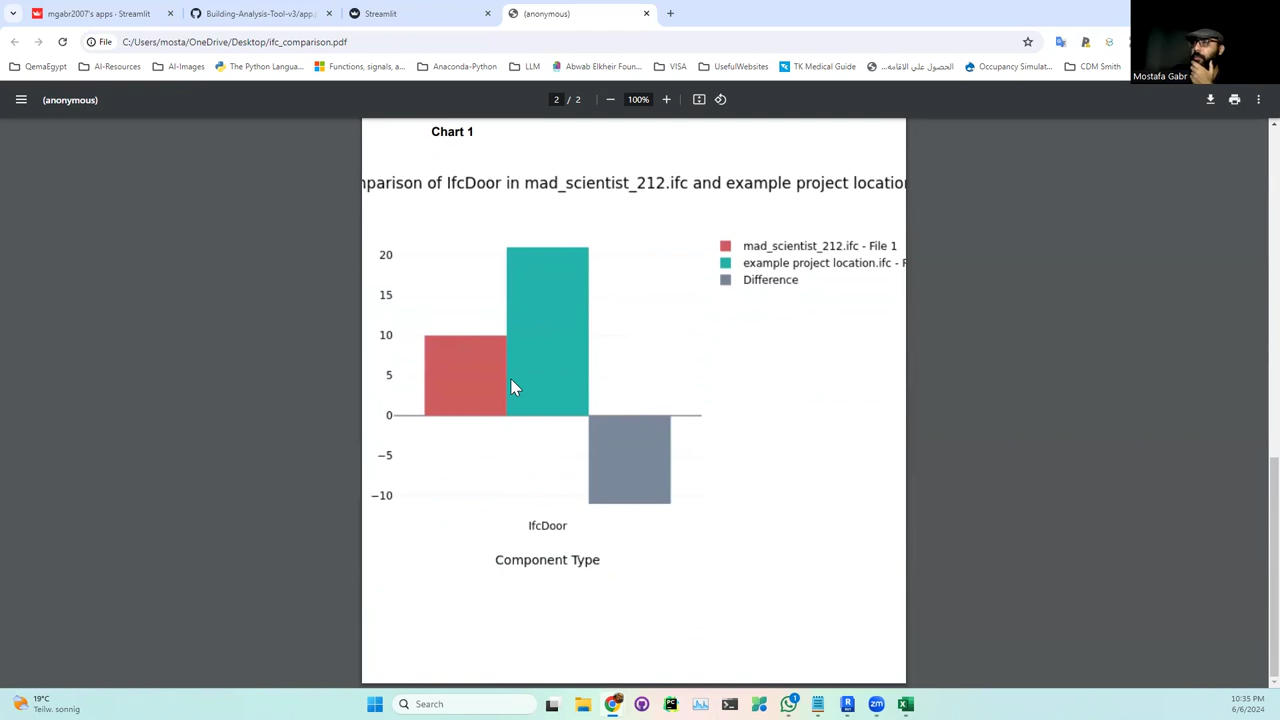 mgabr2007's apps · Streamlit
Building-Analysis-Tool-v3/app.p
Streamlit
(anonymous)
File
C:/Users/mosta/OneDrive/Desktop/ifc_comparison.pdf
QemaEgypt
AI-Resources
AI-Images
The Python Langua...
Functions, signals, a...
Anaconda-Python
LLM
Abwab Elkheir Foun...
VISA
UsefulWebsites
TK Medical Guide
الحصول علي الاقامه...
Occupancy Simulat...
CDM Smith
Mostafa Gabr
(anonymous)
2 / 2
100%
Chart 1
nparison of IfcDoor in mad_scientist_212.ifc and example project location
20
15
10
5
0
−5
−10
IfcDoor
Component Type
mad_scientist_212.ifc - File 1
example project location.ifc - F
Difference
19°C
Teilw. sonnig
Search
10:35 PM
6/6/2024